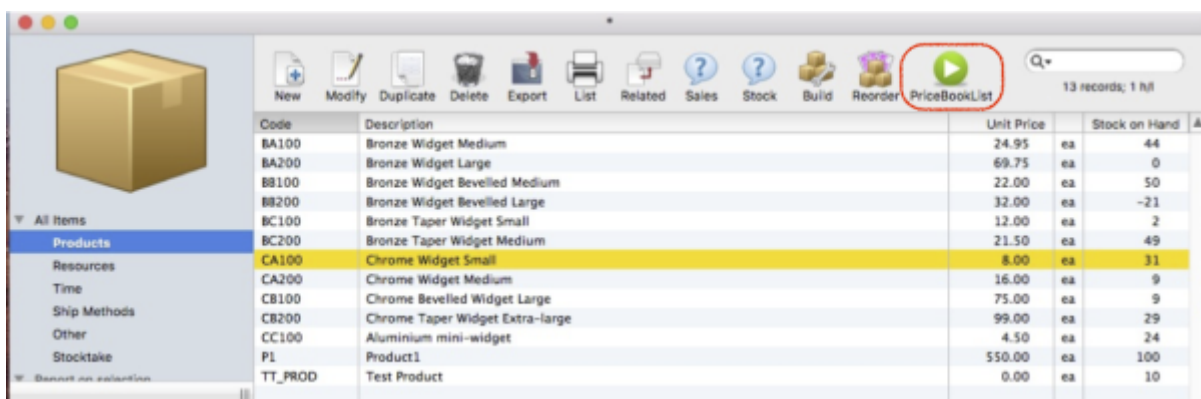 New Modify Duplicate Delete Export List Related Sales Stock Build Reorder PriceBookList
13 records; 1 h/l
Code Description Unit Price Stock on Hand
BA100 Bronze Widget Medium 24.95 ea 44
BA200 Bronze Widget Large 69.75 ea 0
BB100 Bronze Widget Bevelled Medium 22.00 ea 50
BB200 Bronze Widget Bevelled Large 32.00 ea -21
BC100 Bronze Taper Widget Small 12.00 ea 2
BC200 Bronze Taper Widget Medium 21.50 ea 49
CA100 Chrome Widget Small 8.00 ea 31
CA200 Chrome Widget Medium 16.00 ea 9
CB100 Chrome Bevelled Widget Large 75.00 ea 9
CB200 Chrome Taper Widget Extra-large 99.00 ea 29
CC100 Aluminium mini-widget 4.50 ea 24
P1 Product1 550.00 ea 100
TT_PROD Test Product 0.00 ea 10
All Items
Products
Resources
Time
Ship Methods
Other
Stocktake
Report on selection